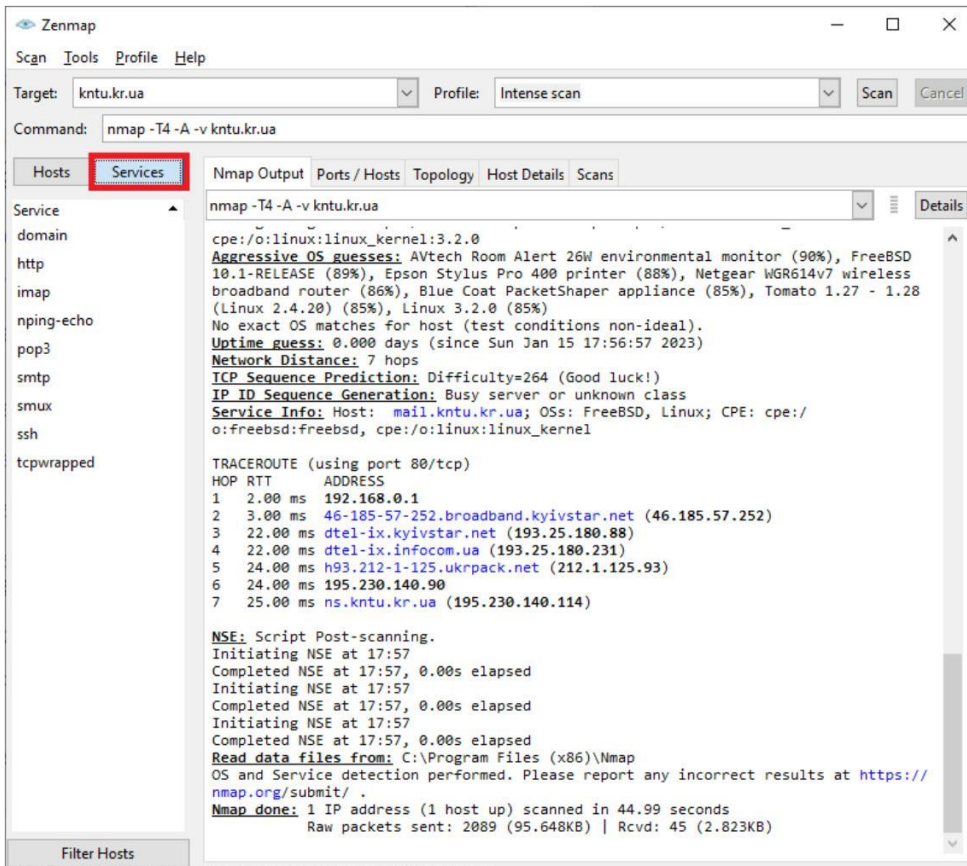 Zenmap
Scan Tools Profile Help
Target: kntu.kr.ua Profile: Intense scan Scan Cancel
Command: nmap -T4 -A -v kntu.kr.ua
Hosts Services
Nmap Output Ports / Hosts Topology Host Details Scans
Service
domain
http
imap
nping-echo
pop3
smtp
smux
ssh
tcpwrapped
Filter Hosts
nmap -T4 -A -v kntu.kr.ua Details
cpe:/o:linux:linux_kernel:3.2.0
Aggressive OS guesses: AVtech Room Alert 26W environmental monitor (90%), FreeBSD
10.1-RELEASE (89%), Epson Stylus Pro 400 printer (88%), Netgear WGR614v7 wireless
broadband router (86%), Blue Coat PacketShaper appliance (85%), Tomato 1.27 - 1.28
(Linux 2.4.20) (85%), Linux 3.2.0 (85%)
No exact OS matches for host (test conditions non-ideal).
Uptime guess: 0.000 days (since Sun Jan 15 17:56:57 2023)
Network Distance: 7 hops
TCP Sequence Prediction: Difficulty=264 (Good luck!)
IP ID Sequence Generation: Busy server or unknown class
Service Info: Host:  mail.kntu.kr.ua; OSs: FreeBSD, Linux; CPE: cpe:/
o:freebsd:freebsd, cpe:/o:linux:linux_kernel
TRACEROUTE (using port 80/tcp)
HOP RTT ADDRESS
1 2.00 ms 192.168.0.1
2 3.00 ms 46-185-57-252.broadband.kyivstar.net (46.185.57.252)
3 22.00 ms dtel-ix.kyivstar.net (193.25.180.88)
4 22.00 ms dtel-ix.infocom.ua (193.25.180.231)
5 24.00 ms h93.212-1-125.ukrpack.net (212.1.125.93)
6 24.00 ms 195.230.140.90
7 25.00 ms ns.kntu.kr.ua (195.230.140.114)
NSE: Script Post-scanning.
Initiating NSE at 17:57
Completed NSE at 17:57, 0.00s elapsed
Initiating NSE at 17:57
Completed NSE at 17:57, 0.00s elapsed
Initiating NSE at 17:57
Completed NSE at 17:57, 0.00s elapsed
Read data files from: C:\Program Files (x86)\Nmap
OS and Service detection performed. Please report any incorrect results at https://
nmap.org/submit/ .
Nmap done: 1 IP address (1 host up) scanned in 44.99 seconds
Raw packets sent: 2089 (95.648KB) | Rcvd: 45 (2.823KB)